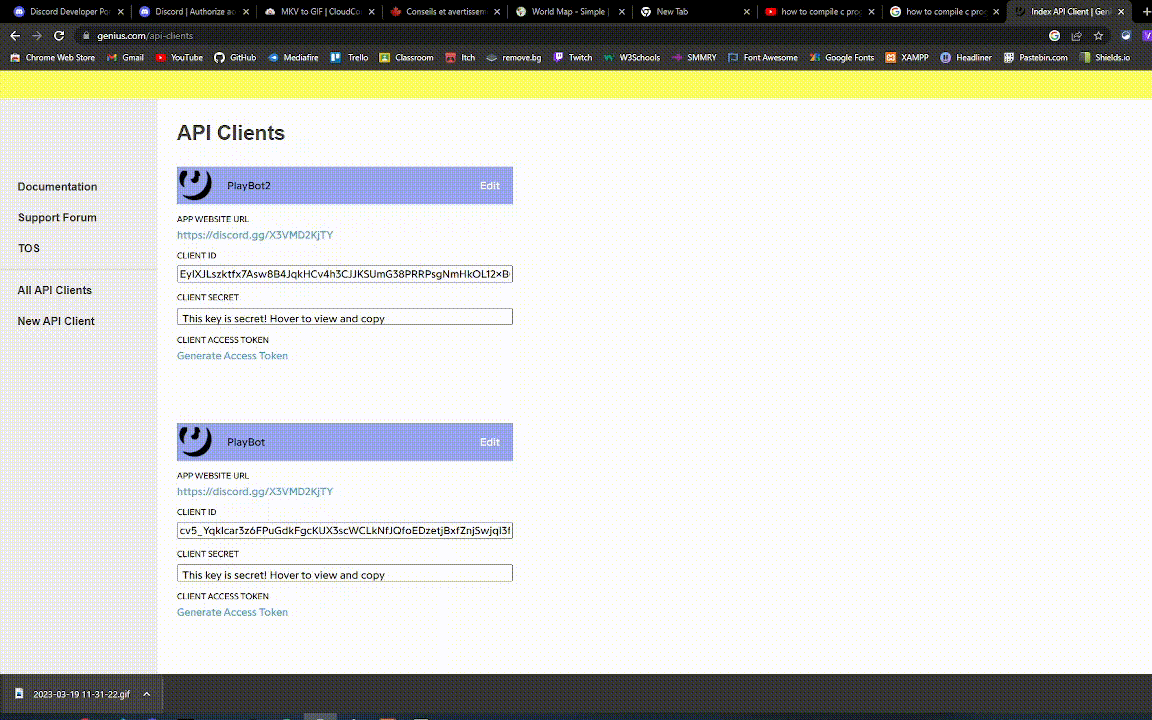 Discord Developer Po
Discord | Authorize ac
MKV to GIF | CloudCo
Conseils et avertissem
World Map - Simple |
New Tab
how to compile c prog
how to compile c prog
Index API Client | Geni
genius.com/api-clients
Chrome Web Store
Gmail
YouTube
GitHub
Mediafire
Trello
Classroom
Itch
remove.bg
Twitch
W3Schools
SMMRY
Font Awesome
Google Fonts
XAMPP
Headliner
Pastebin.com
Shields.io
Documentation
Support Forum
TOS
All API Clients
New API Client
API Clients
PlayBot2
Edit
APP WEBSITE URL
https://discord.gg/X3VMD2KjTY
CLIENT ID
EyIXJLszktfx7Asw8B4JqkHCv4h3CJJKSUmG38PRRPsgNmHkOL12xB
CLIENT SECRET
This key is secret! Hover to view and copy
CLIENT ACCESS TOKEN
Generate Access Token
PlayBot
Edit
APP WEBSITE URL
https://discord.gg/X3VMD2KjTY
CLIENT ID
cv5_Yqklcar3z6FPuGdkFgcKUX3scWCLkNfJQfoEDzetjBxfZnjSwjqI3f
CLIENT SECRET
This key is secret! Hover to view and copy
CLIENT ACCESS TOKEN
Generate Access Token
2023-03-19 11-31-22.gif